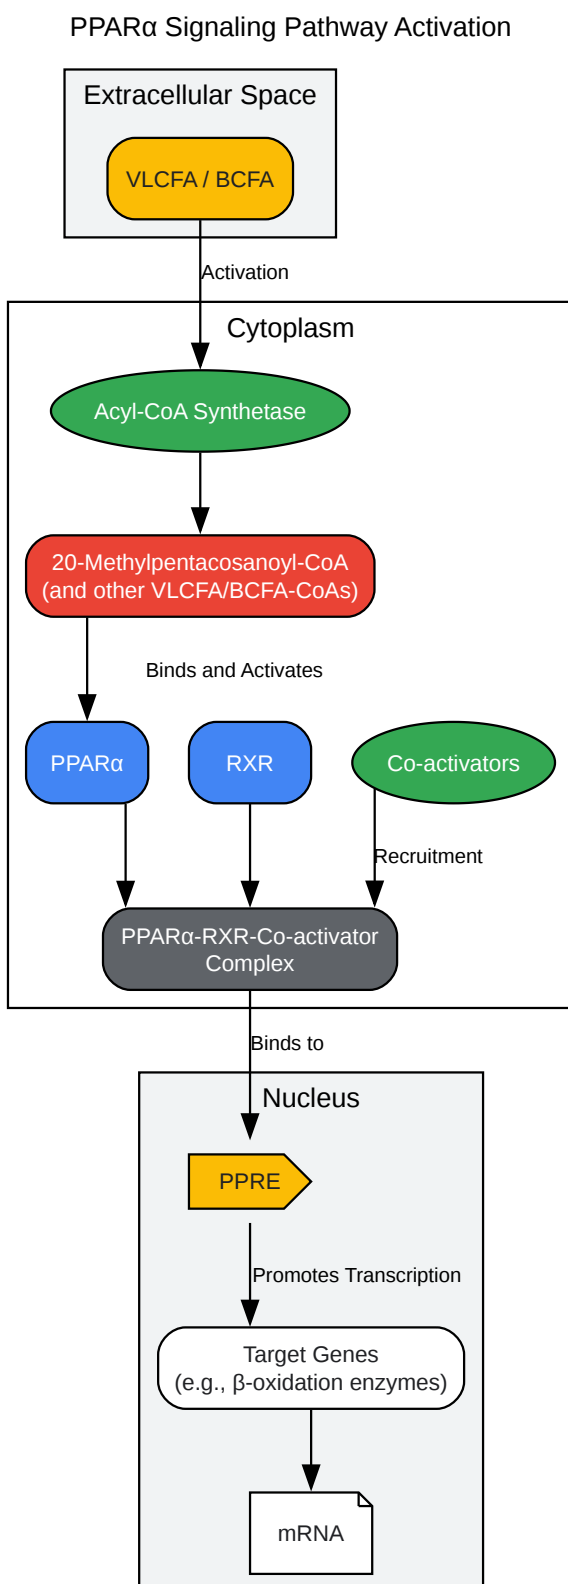 PPARα Signaling Pathway Activation
Extracellular Space
VLCFA / BCFA
Activation
Cytoplasm
Acyl-CoA Synthetase
20-Methylpentacosanoyl-CoA
(and other VLCFA/BCFA-CoAs)
Binds and Activates
PPARα
RXR
Co-activators
Recruitment
PPARα-RXR-Co-activator
Complex
Binds to
Nucleus
PPRE
Promotes Transcription
Target Genes
(e.g., β-oxidation enzymes)
mRNA